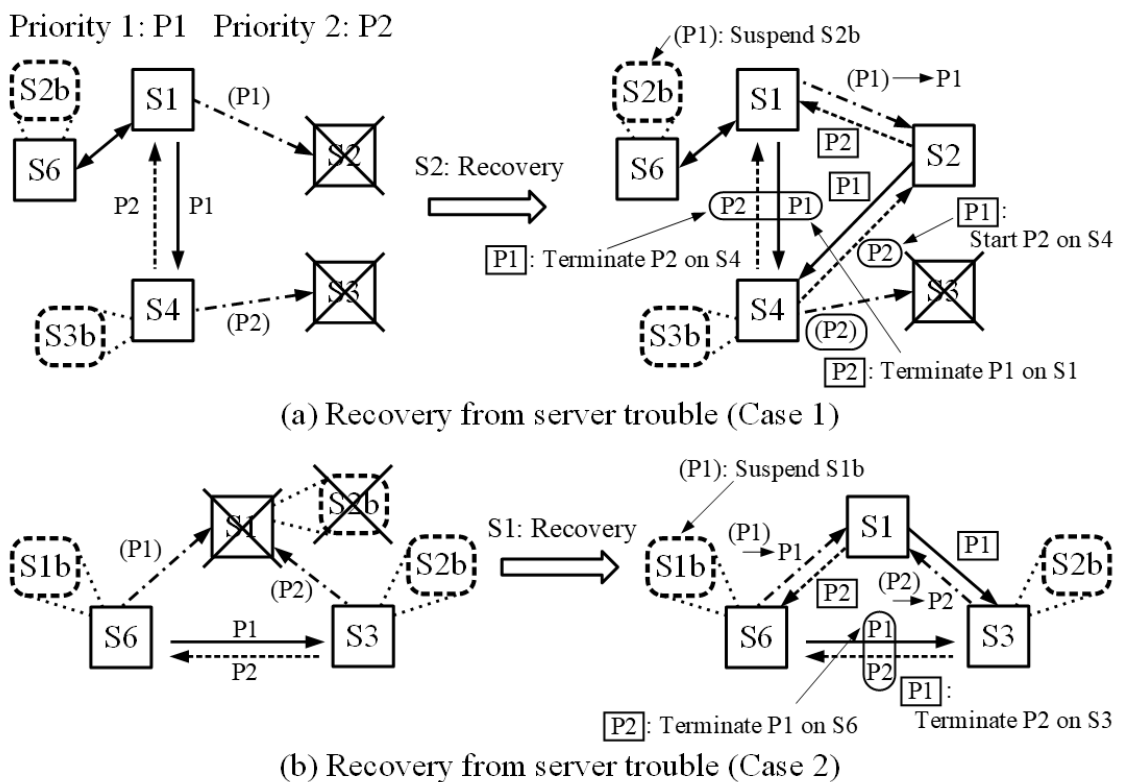 Priority 1: P1 Priority 2: P2
S2b
S1
(P1)
S2
S6
P2
P1
S4
(P2)
S3
S3b
S2: Recovery
(P1): Suspend S2b
S2b
S1
(P1) → P1
P2
S2
S6
P1
P2 P1
P1 : Start P2 on S4
P2
P1 : Terminate P2 on S4
S4
S3
(P2)
S3b
P2 : Terminate P1 on S1
(a) Recovery from server trouble (Case 1)
S1
S2b
(P1)
(P2)
S1b
S2b
S6
P1
P2
S3
S1: Recovery
(P1): Suspend S1b
S1
(P1) → P1
P1
S1b
P2
(P2) → P2
S2b
S6
P1
P2
S3
P2 : Terminate P1 on S6
P1 : Terminate P2 on S3
(b) Recovery from server trouble (Case 2)